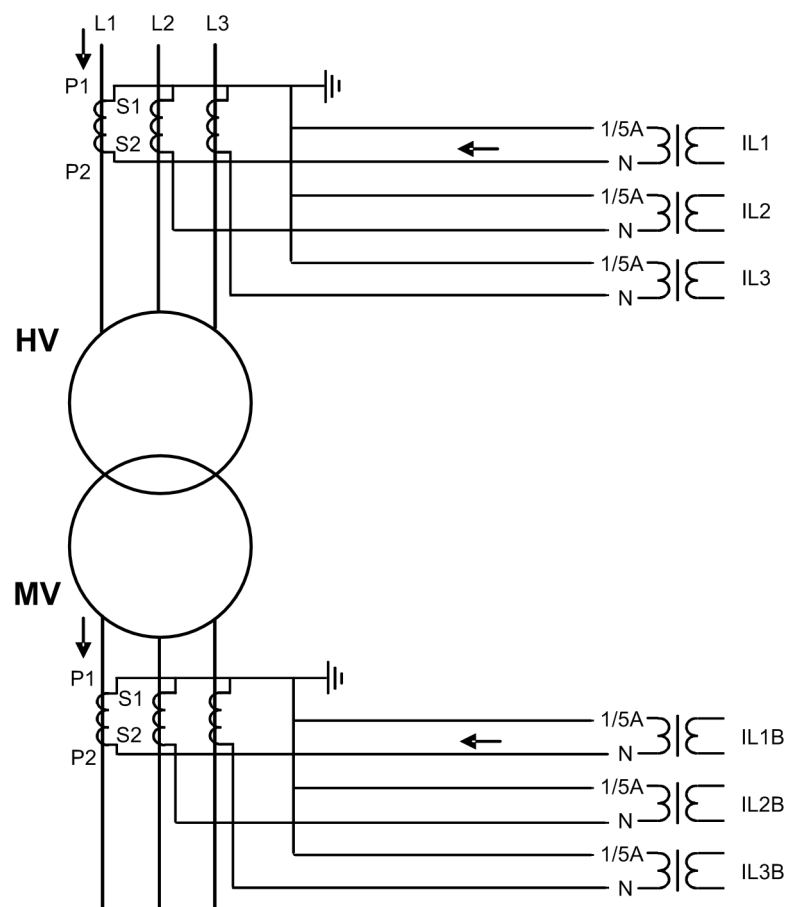 L1 L2 L3
P1
S1
S2
P2
1/5A
N
IL1
1/5A
N
IL2
1/5A
N
IL3
HV
MV
P1
S1
S2
P2
1/5A
N
IL1B
1/5A
N
IL2B
1/5A
N
IL3B